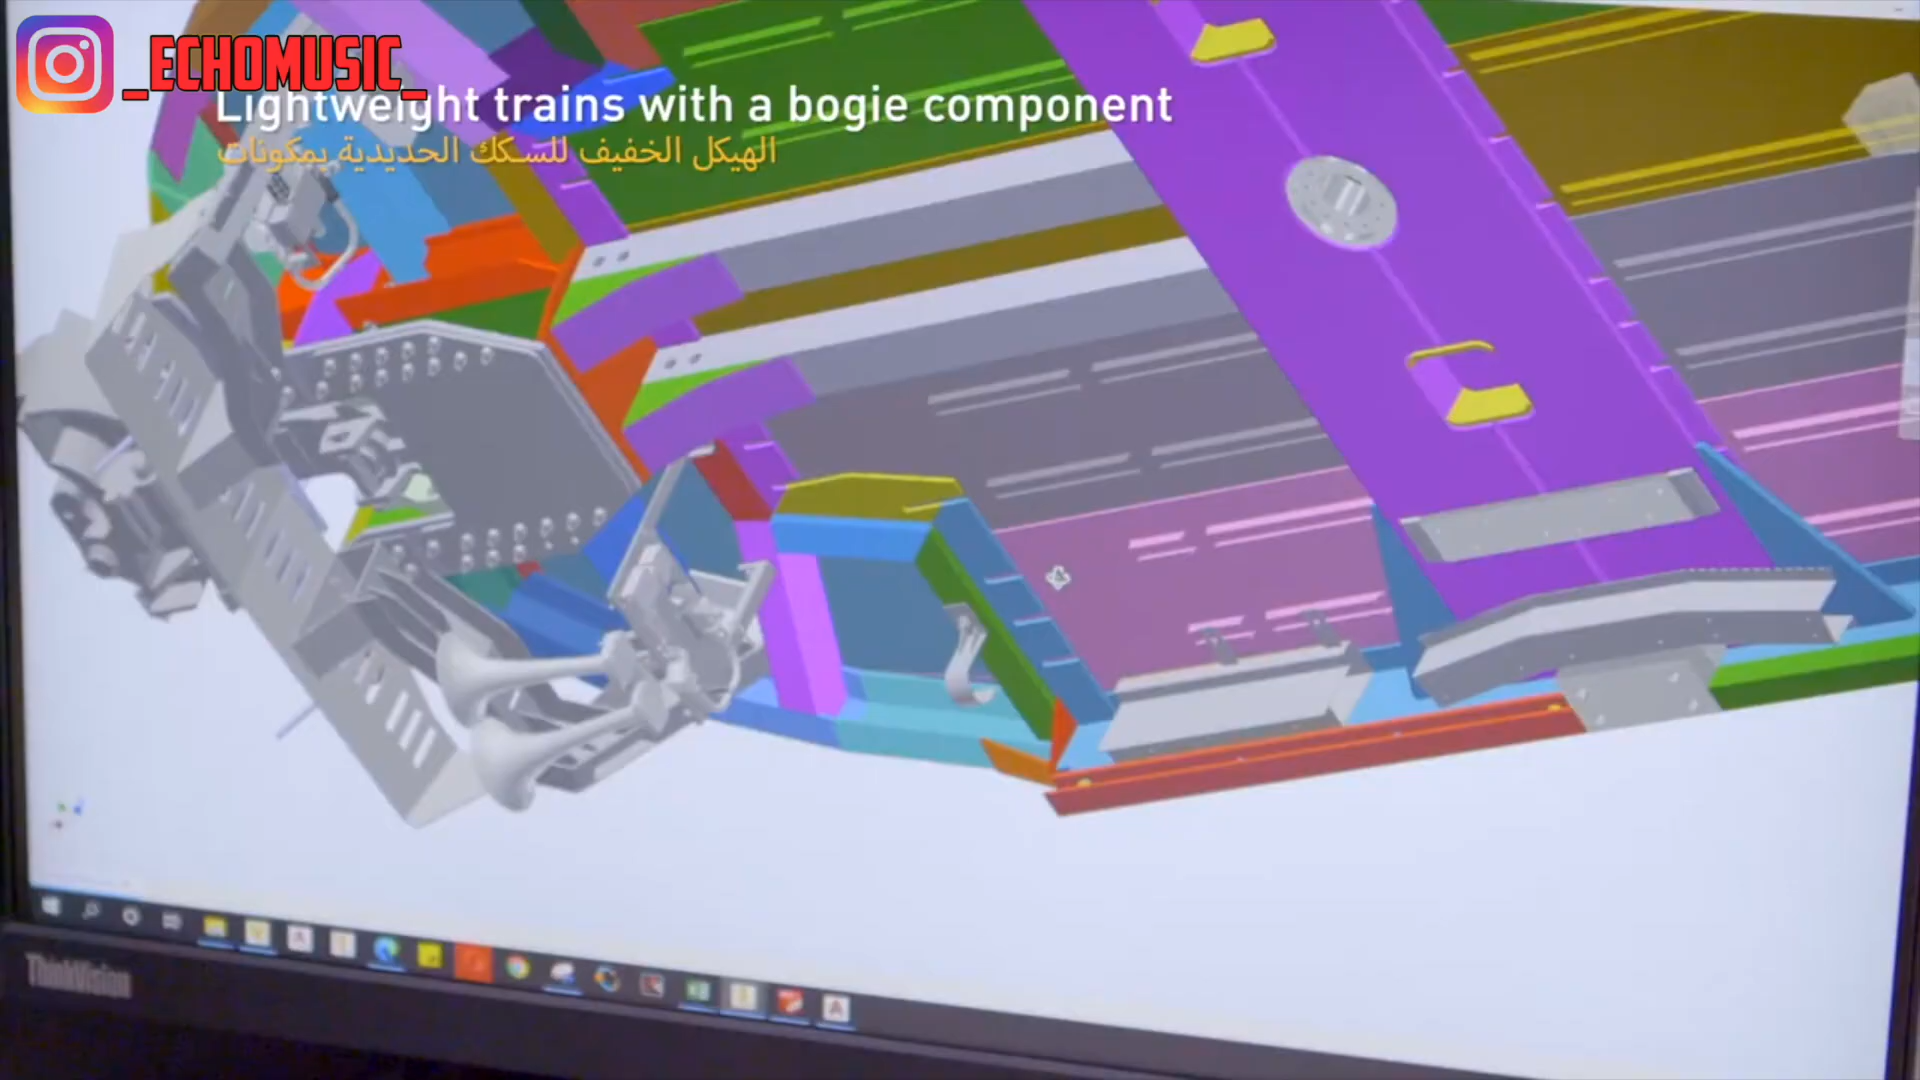 _ECHOMUSIC_
Lightweight trains with a bogie component
الهيكل الخفيف للسكك الحديدية بمكونات
ThinkVision